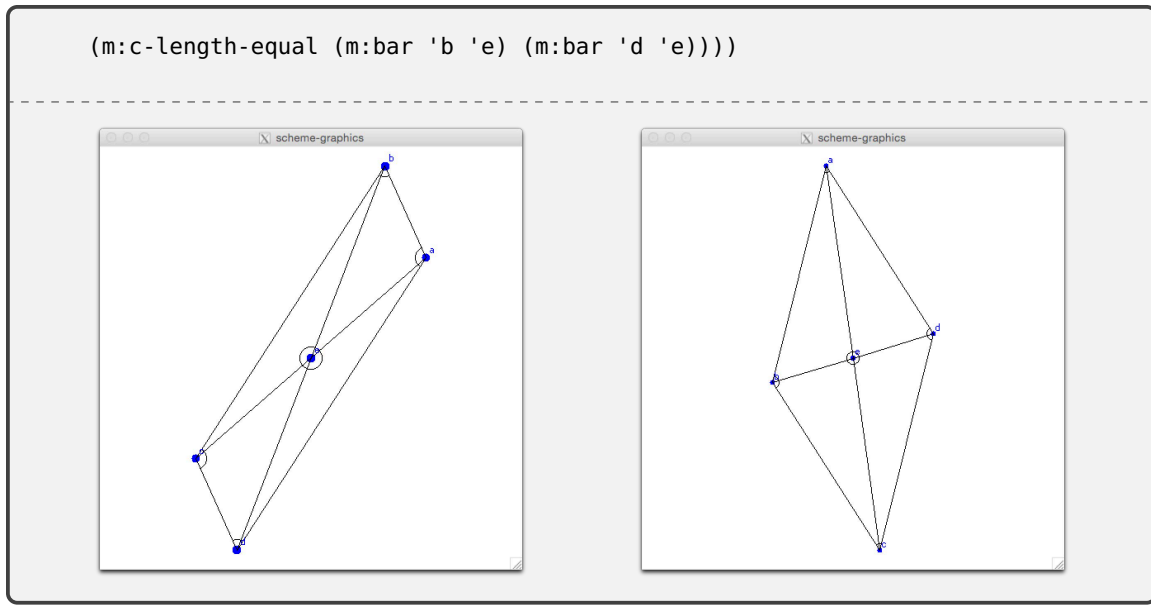 (m:c-length-equal (m:bar 'b 'e) (m:bar 'd 'e))))
scheme-graphics
b
a
e
c
d
scheme-graphics
a
d
e
b
c